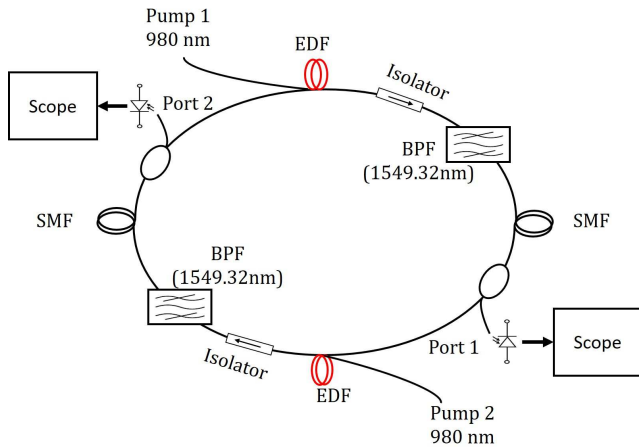 Pump 1
980 nm
EDF
Isolator
Scope
Port 2
BPF
(1549.32nm)
SMF
SMF
BPF
(1549.32nm)
Isolator
EDF
Port 1
Scope
Pump 2
980 nm